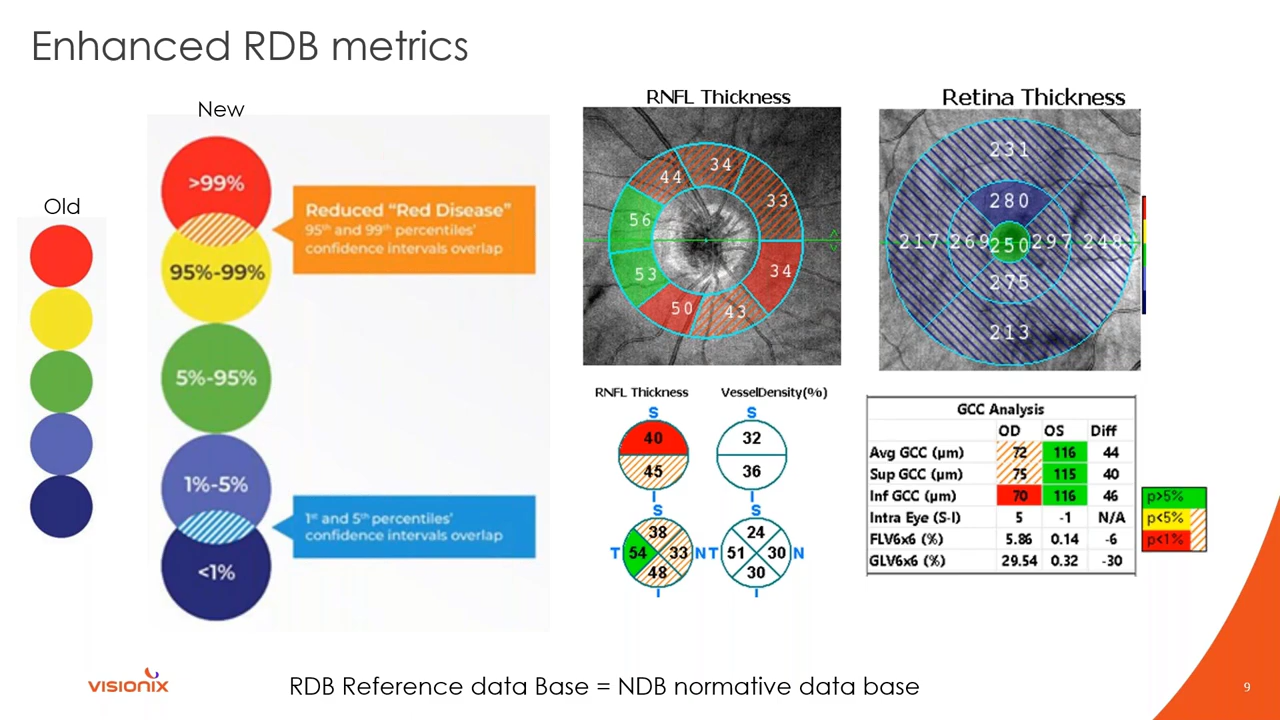 Enhanced RDB metrics
Old
New
>99%
95%-99%
5%-95%
1%-5%
<1%
Reduced “Red Disease”
95th and 99th percentiles’
confidence intervals overlap
1st and 5th percentiles’
confidence intervals overlap
RNFL Thickness
34
44
33
56
53
34
50
43
Retina Thickness
231
280
217 269 250 297 248
275
213
RNFL Thickness
S
40
45
I
S
38
T 54 33 N
48
I
VesselDensity(%)
S
32
36
I
S
24
T 51 30 N
30
I
GCC Analysis
OD OS Diff
Avg GCC (µm) 72 116 44
Sup GCC (µm) 75 115 40
Inf GCC (µm) 70 116 46
Intra Eye (S-I) 5 -1 N/A
FLV6x6 (%) 5.86 0.14 -6
GLV6x6 (%) 29.54 0.32 -30
p>5%
p<5%
p<1%
VISIONIX
RDB Reference data Base = NDB normative data base
9